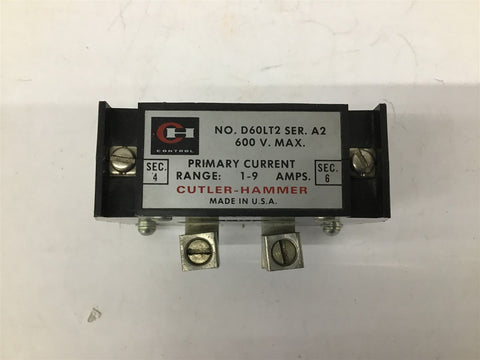 CH
CONTROL
NO. D60LT2 SER. A2
600 V. MAX.
SEC. 4
PRIMARY CURRENT
RANGE: 1-9 AMPS.
SEC. 6
CUTLER-HAMMER
MADE IN U.S.A.